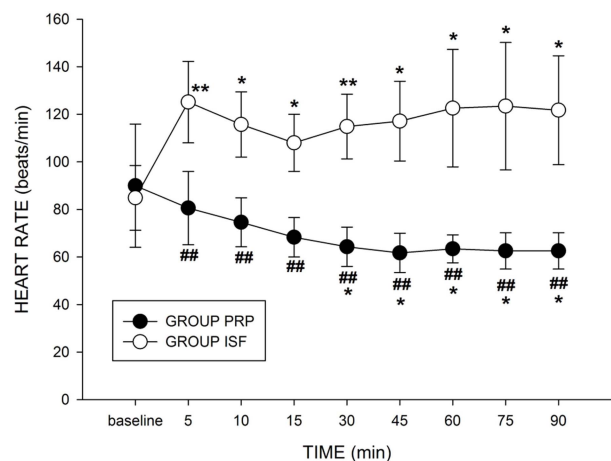 160
140
120
100
80
60
40
20
0
HEART RATE (beats/min)
** * * ** * * * *
## ## ## ## ## ## ## ##
* * * * *
GROUP PRP
GROUP ISF
baseline 5 10 15 30 45 60 75 90
TIME (min)